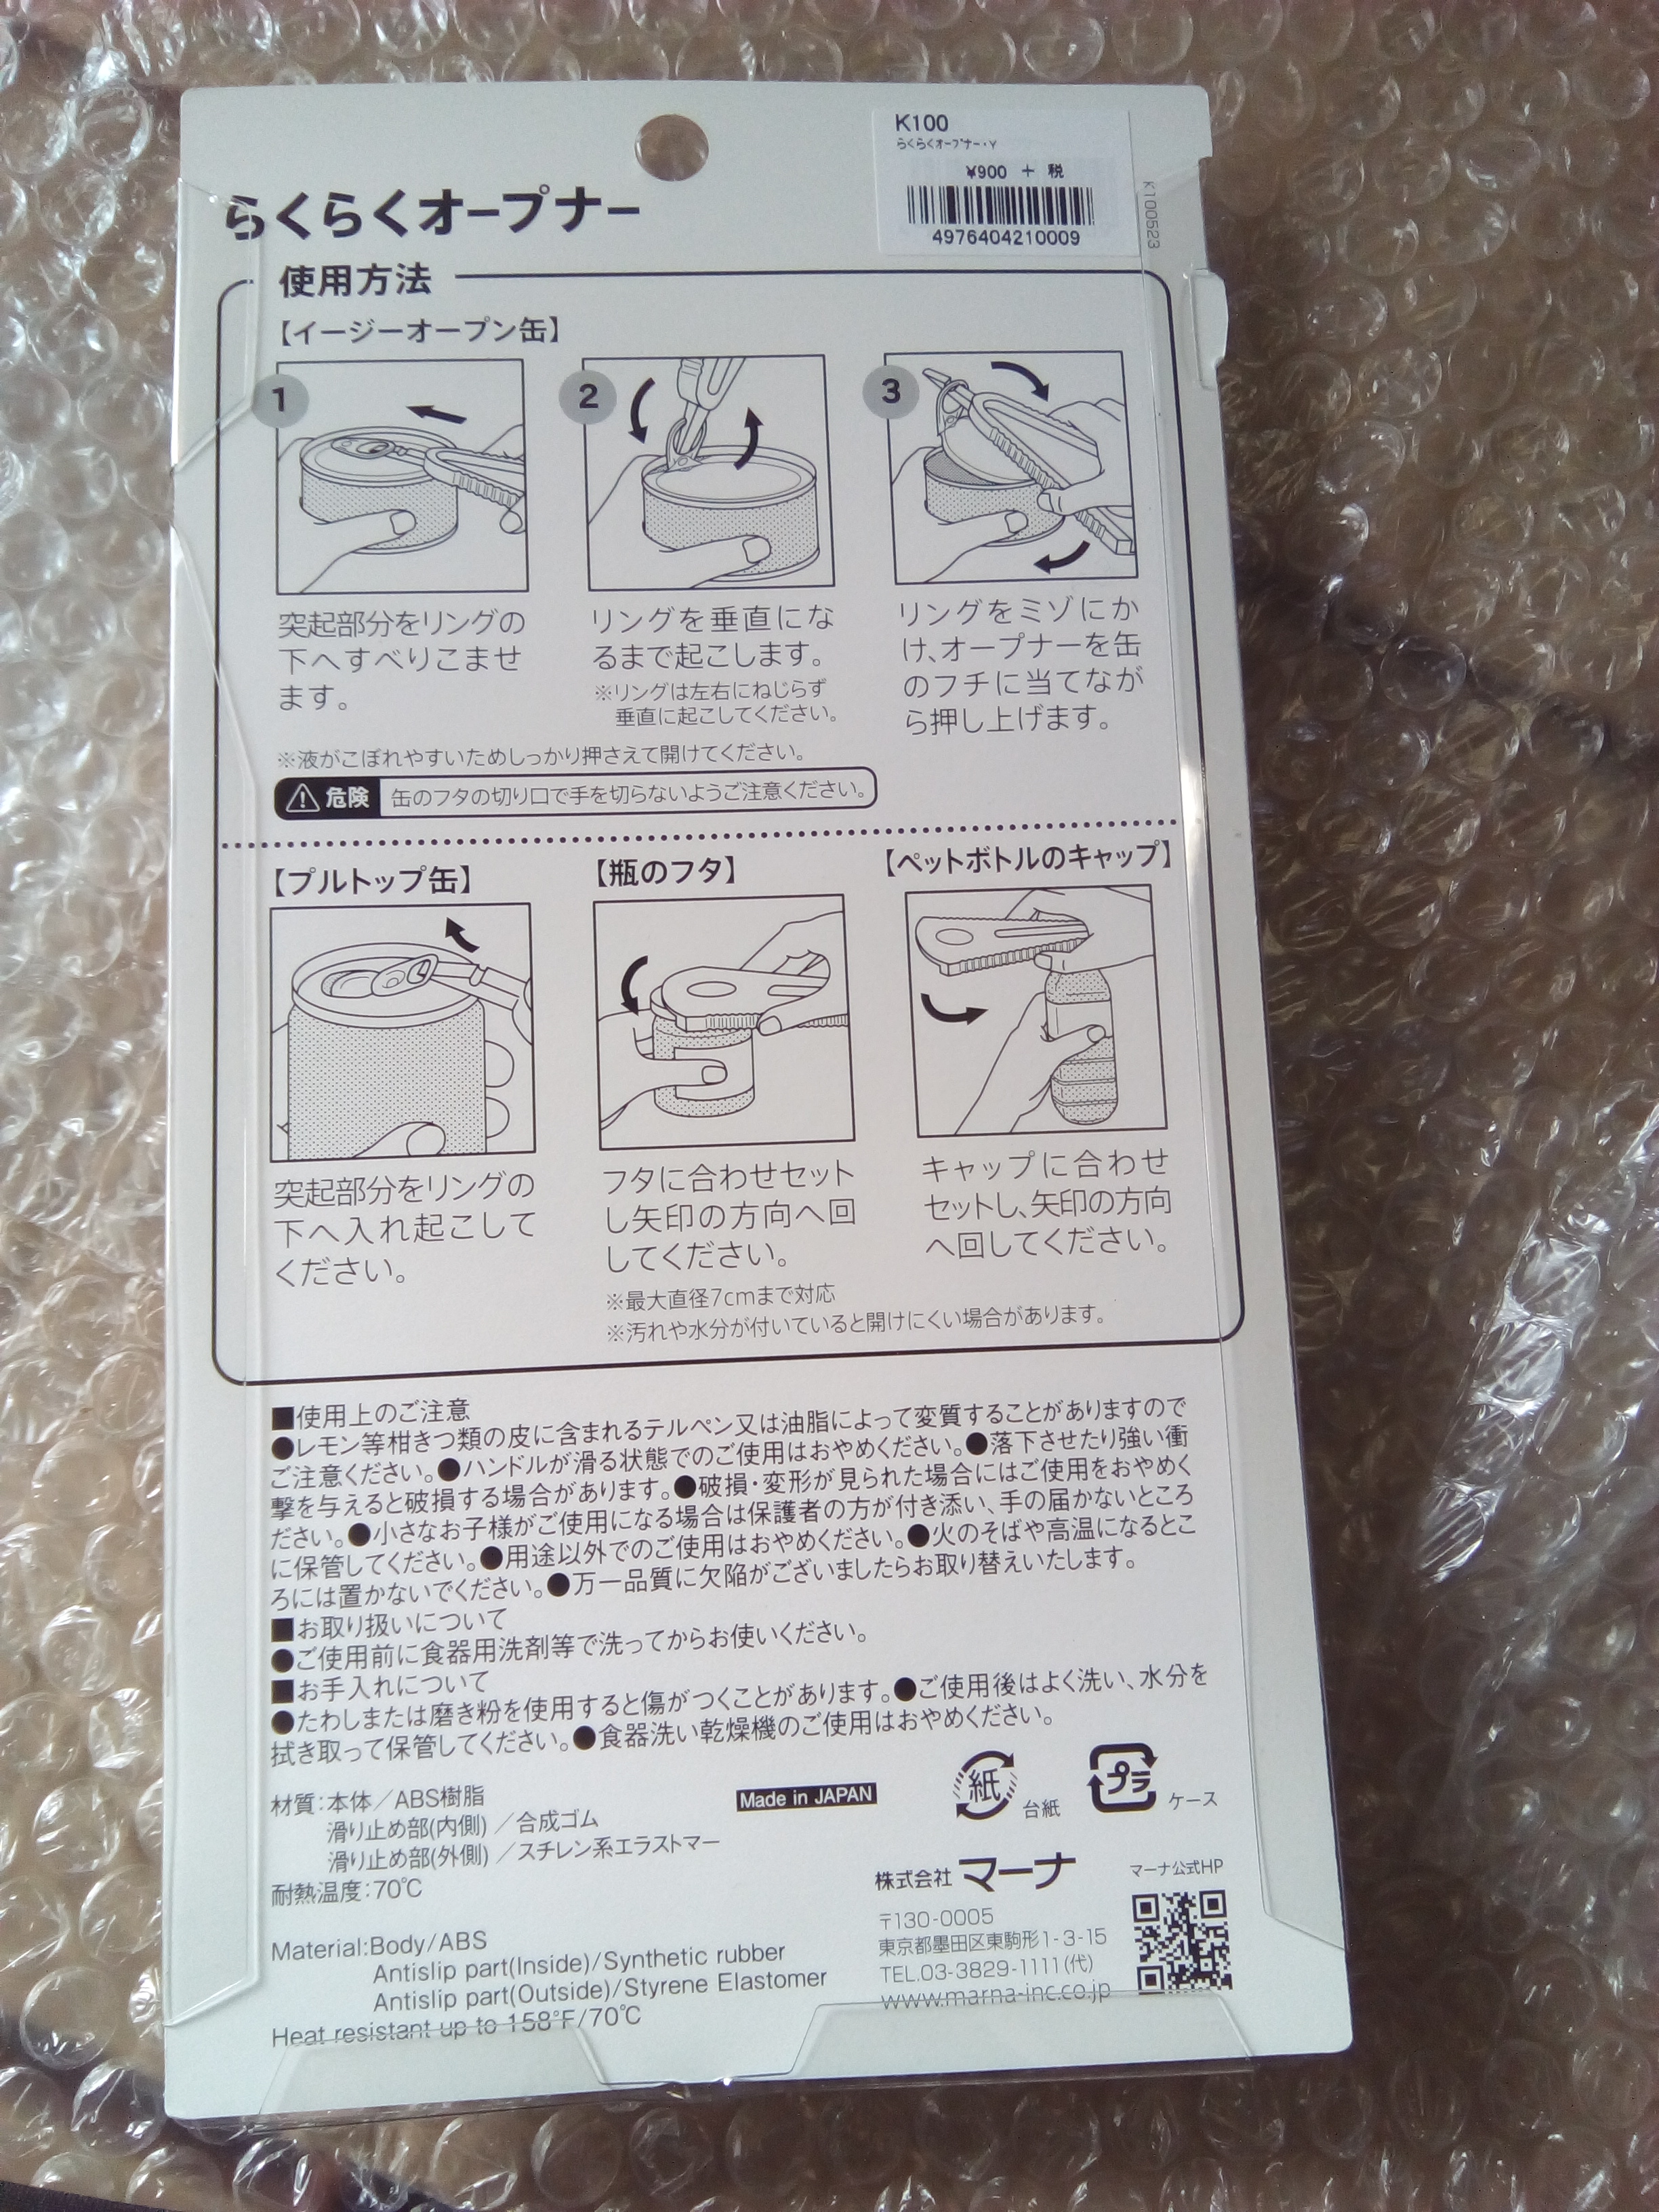 K100
らくらくオープナー・Y
¥900 + 税
4976404210009
K100523
らくらくオープナー
使用方法
【イージーオープン缶】
1
2
3
突起部分をリングの
下へすべりこませ
ます。
リングを垂直にな
るまで起こします。
※リングは左右にねじらず
垂直に起こしてください。
リングをミゾにか
け、オープナーを缶
のフチに当てなが
ら押し上げます。
※液がこぼれやすいためしっかり押さえて開けてください。
危険 缶のフタの切り口で手を切らないようご注意ください。
【プルトップ缶】
【瓶のフタ】
【ペットボトルのキャップ】
突起部分をリングの
下へ入れ起こして
ください。
フタに合わせセット
し矢印の方向へ回
してください。
※最大直径7cmまで対応
※汚れや水分が付いていると開けにくい場合があります。
キャップに合わせ
セットし、矢印の方向
へ回してください。
■使用上のご注意
●レモン等柑きつ類の皮に含まれるテルペン又は油脂によって変質することがありますので
ご注意ください。●ハンドルが滑る状態でのご使用はおやめください。●落下させたり強い衝
撃を与えると破損する場合があります。●破損・変形が見られた場合にはご使用をおやめく
ださい。●小さなお子様がご使用になる場合は保護者の方が付き添い、手の届かないところ
に保管してください。●用途以外でのご使用はおやめください。●火のそばや高温になるとこ
ろには置かないでください。●万一品質に欠陥がございましたらお取り替えいたします。
■お取り扱いについて
●ご使用前に食器用洗剤等で洗ってからお使いください。
■お手入れについて
●たわしまたは磨き粉を使用すると傷がつくことがあります。●ご使用後はよく洗い、水分を
拭き取って保管してください。●食器洗い乾燥機のご使用はおやめください。
材質：本体／ABS樹脂
滑り止め部(内側)／合成ゴム
滑り止め部(外側)／スチレン系エラストマー
耐熱温度：70℃
Made in JAPAN
紙 台紙
プラ ケース
Material:Body/ABS
Antislip part(Inside)/Synthetic rubber
Antislip part(Outside)/Styrene Elastomer
Heat resistant up to 158°F/70℃
株式会社 マーナ
〒130-0005
東京都墨田区東駒形1-3-15
TEL.03-3829-1111(代)
www.marna-inc.co.jp
マーナ公式HP